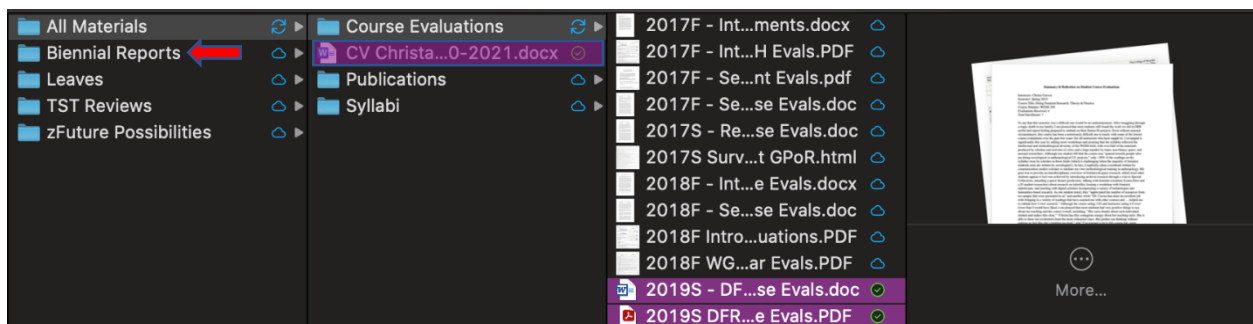 All Materials
Biennial Reports
Leaves
TST Reviews
zFuture Possibilities
Course Evaluations
CV Christa...0-2021.docx
Publications
Syllabi
2017F - Int...ments.docx
2017F - Int...H Evals.PDF
2017F - Se...nt Evals.pdf
2017F - Se...se Evals.doc
2017S - Re...se Evals.doc
2017S Surv...t GPoR.html
2018F - Int...e Evals.docx
2018F - Se...se Evals.doc
2018F Intro...uations.PDF
2018F WG...ar Evals.PDF
2019S - DF...se Evals.doc
2019S DFR...e Evals.PDF
More...